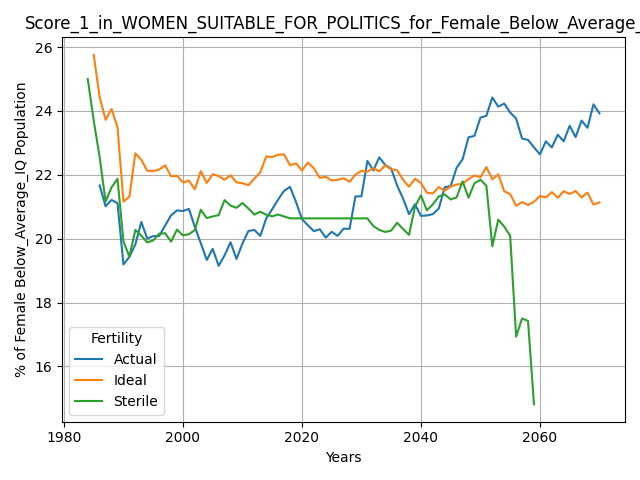 Score_1_in_WOMEN_SUITABLE_FOR_POLITICS_for_Female_Below_Average_
26
24
22
20
18
16
% of Female Below_Average_IQ Population
Fertility
Actual
Ideal
Sterile
1980
2000
2020
2040
2060
Years